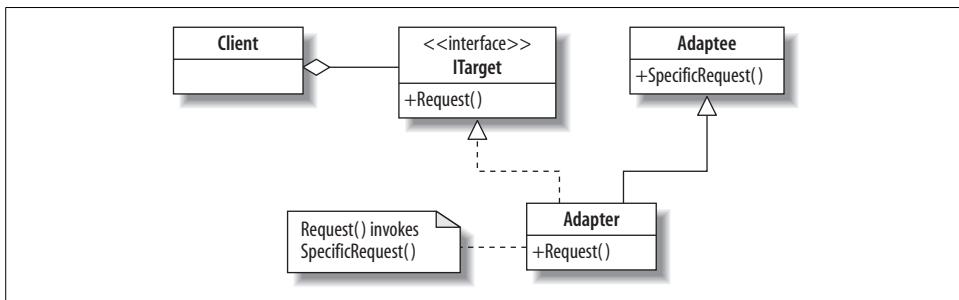 Client
<<interface>>
ITarget
+Request()
Adaptee
+SpecificRequest()
Request() invokes
SpecificRequest()
Adapter
+Request()